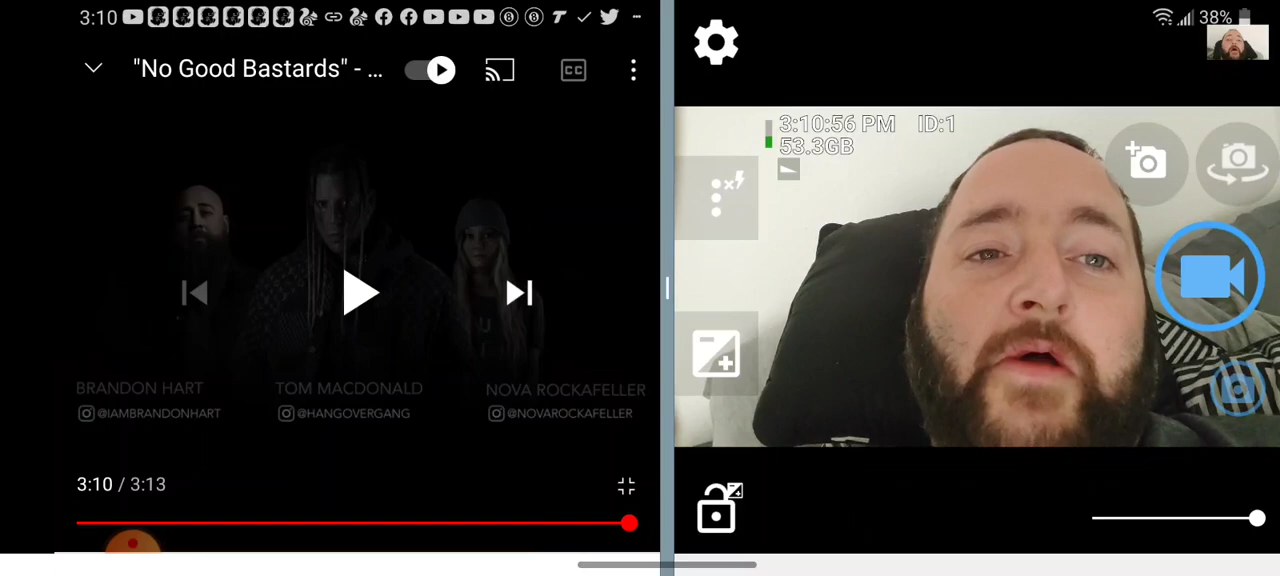 3:10
38%
"No Good Bastards" - ...
CC
3:10:56 PM ID:1
53.3GB
BRANDON HART
@IAMBRANDONHART
TOM MACDONALD
@HANGOVERGANG
NOVA ROCKAFELLER
@NOVAROCKAFELLER
3:10 / 3:13